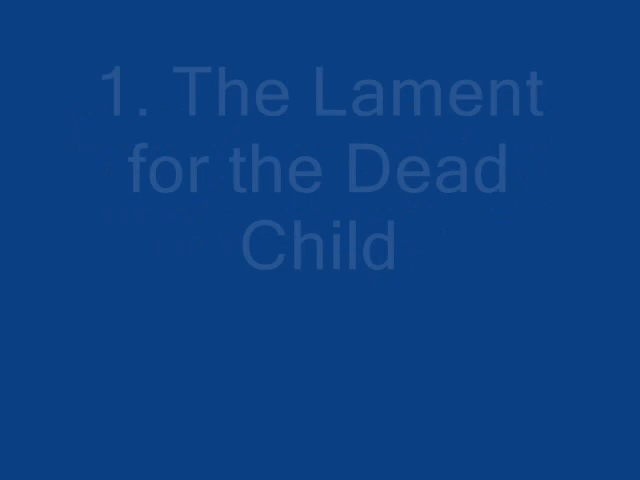 1. The Lament
for the Dead
Child